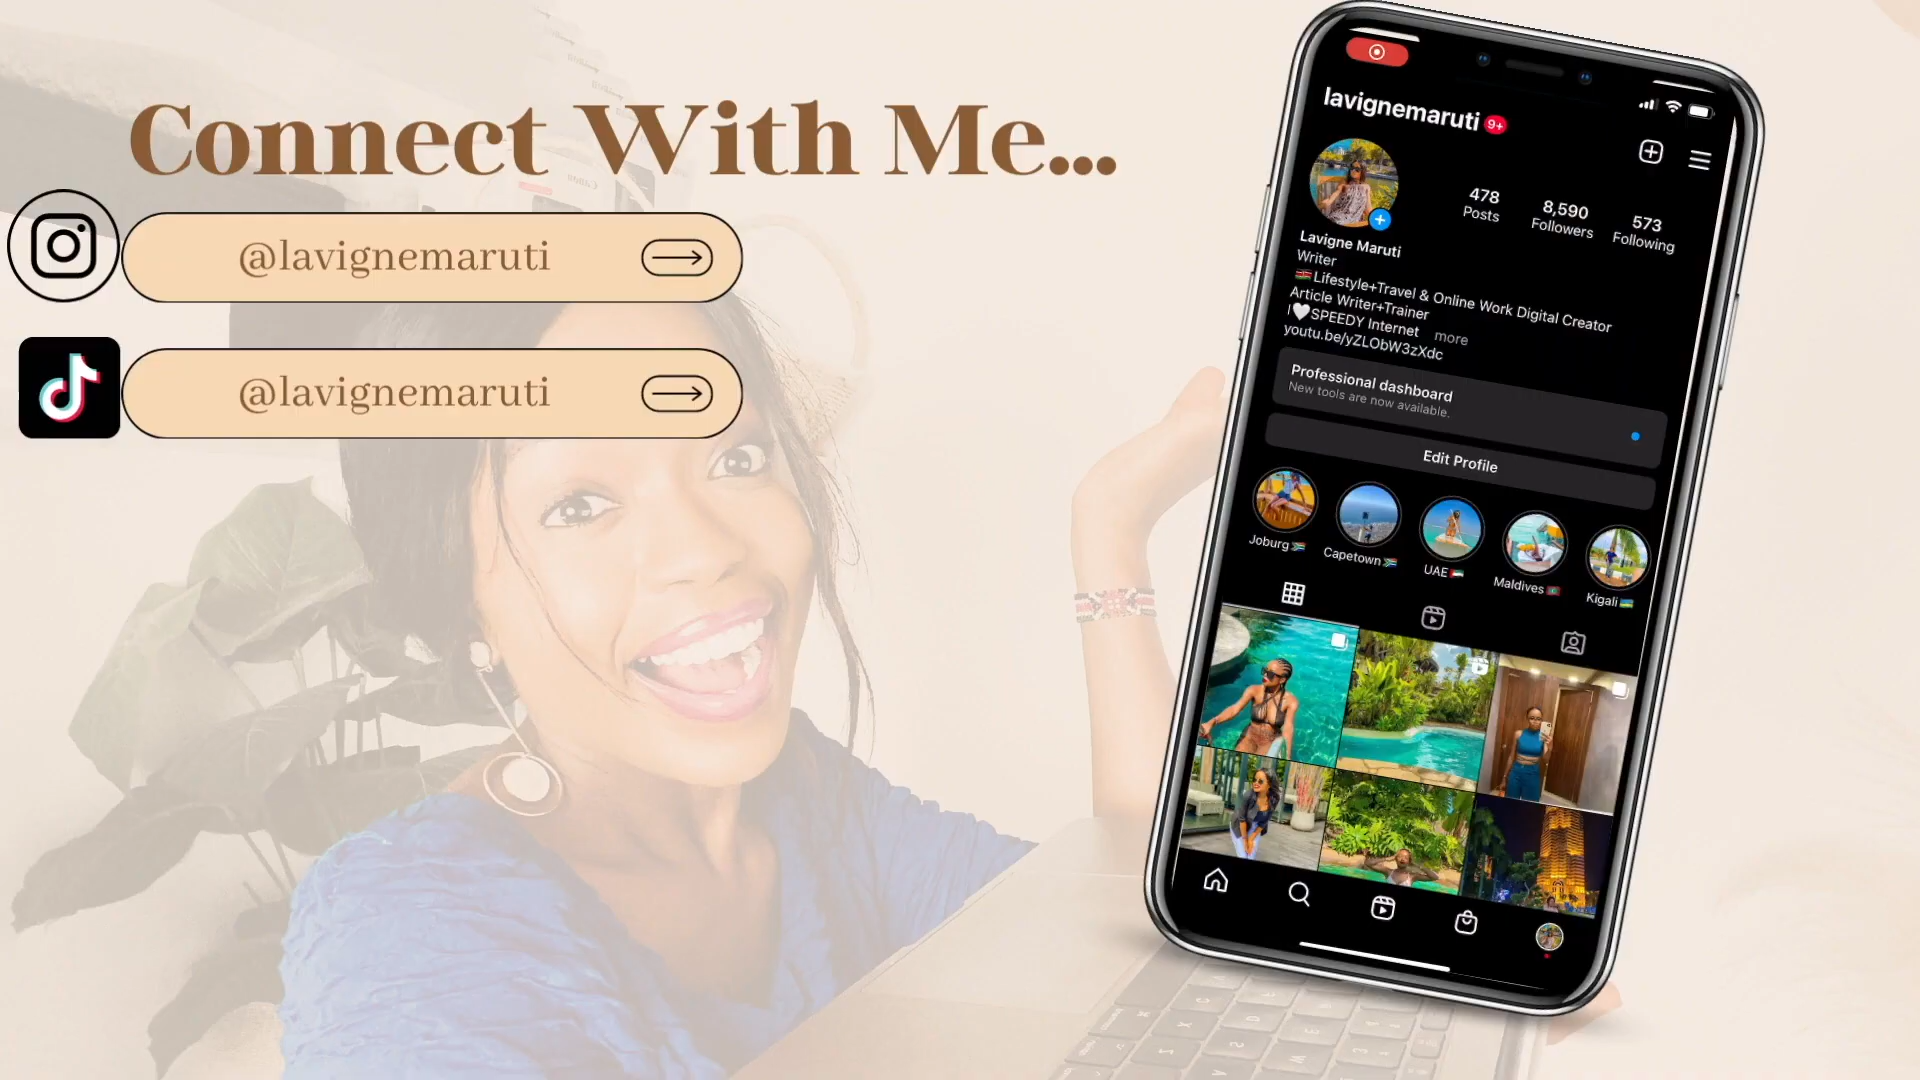 Connect With Me...
@lavignemaruti
@lavignemaruti
lavignemaruti 9+
478 Posts
8,590 Followers
573 Following
Lavigne Maruti
Writer
🇰🇪Lifestyle+Travel & Online Work Digital Creator
Article Writer+Trainer
I🤍SPEEDY Internet more
youtu.be/yZLObW3zXdc
Professional dashboard
New tools are now available.
Edit Profile
Joburg🇿🇦 Capetown🇿🇦 UAE🇦🇪 Maldives🇲🇻 Kigali🇷🇼